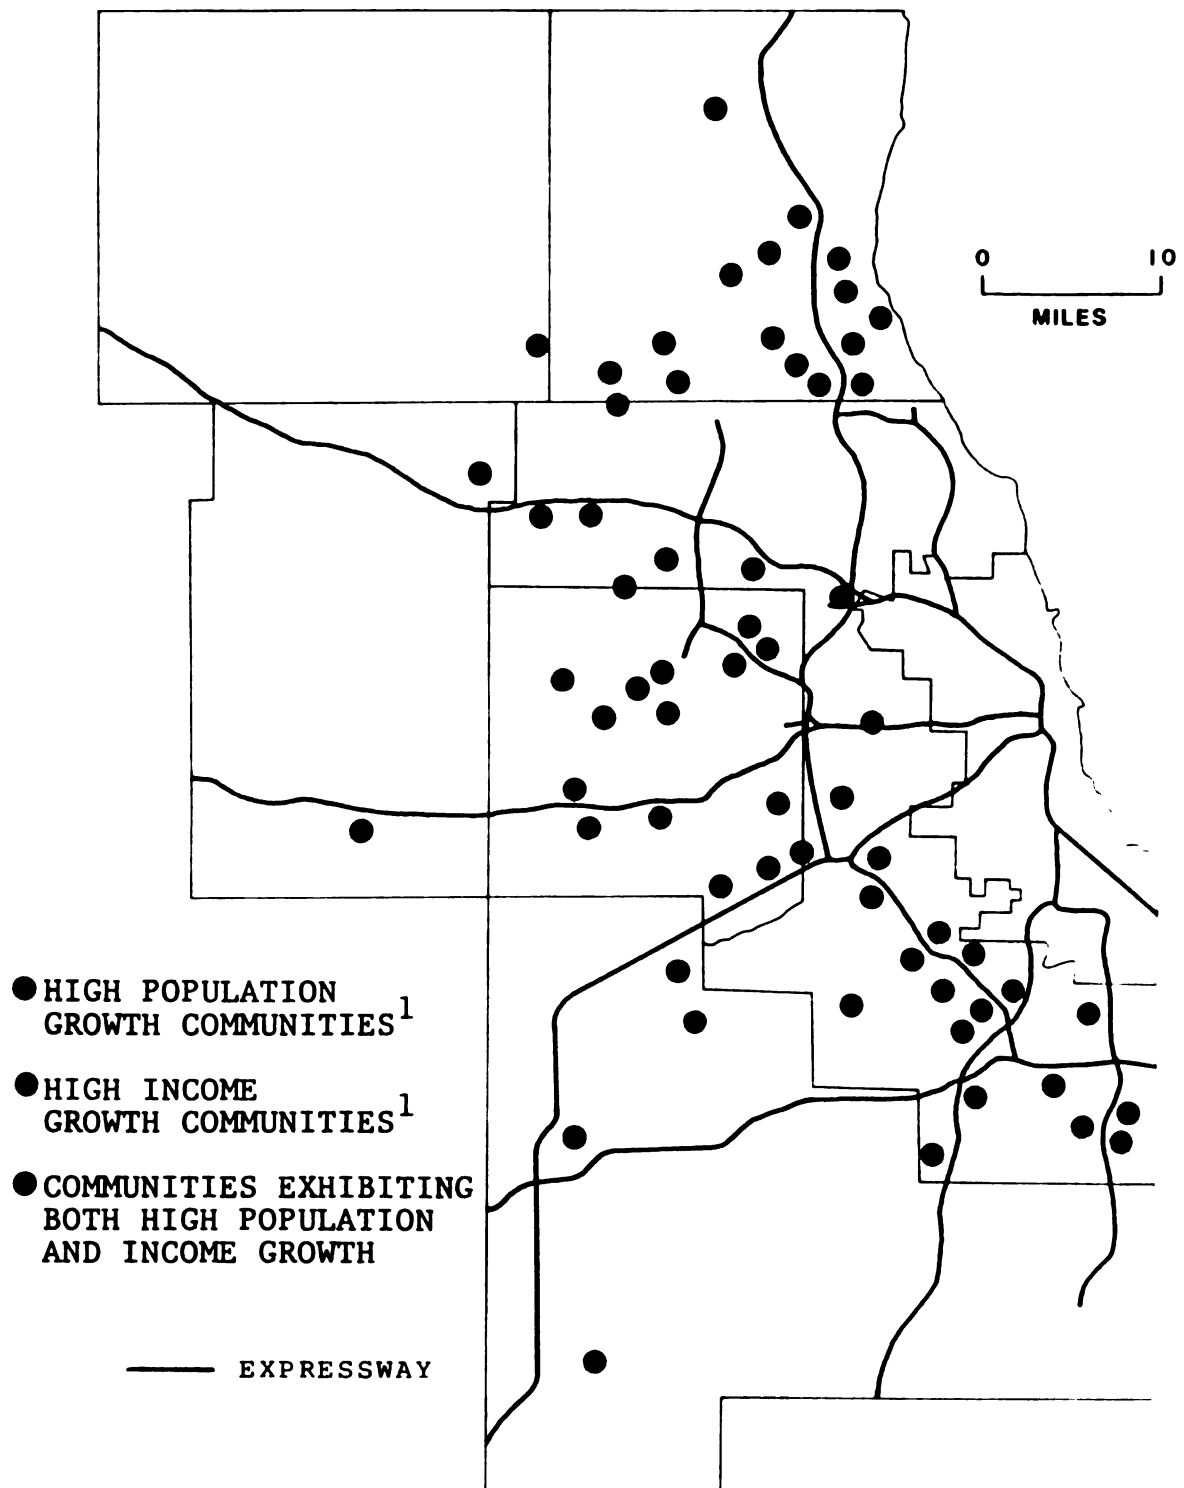 0 10
MILES
HIGH POPULATION
GROWTH COMMUNITIES1
HIGH INCOME
GROWTH COMMUNITIES1
COMMUNITIES EXHIBITING
BOTH HIGH POPULATION
AND INCOME GROWTH
EXPRESSWAY